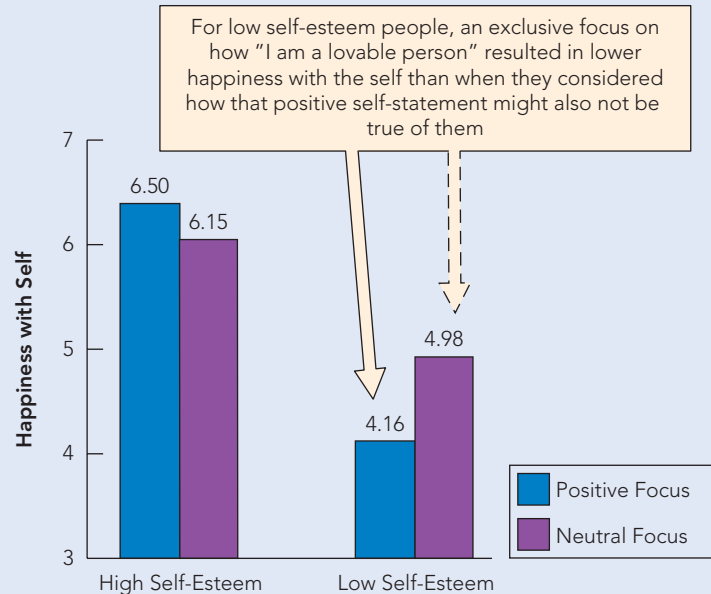 For low self-esteem people, an exclusive focus on
how ”I am a lovable person” resulted in lower
happiness with the self than when they considered
how that positive self-statement might also not be
true of them
7
6
5
4
3
Happiness with Self
6.50
6.15
4.16
4.98
High Self-Esteem
Low Self-Esteem
Positive Focus
Neutral Focus